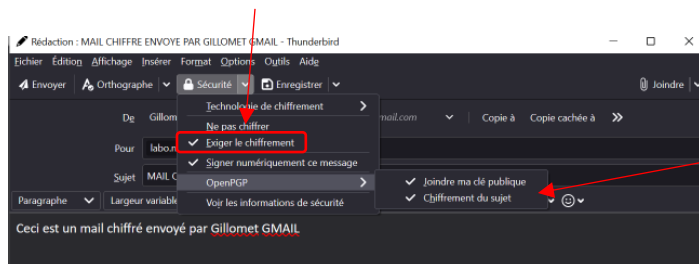 Rédaction : MAIL CHIFFRE ENVOYE PAR GILLOMET GMAIL - Thunderbird
Fichier Édition Affichage Insérer Format Options Outils Aide
Envoyer Orthographe Sécurité Enregistrer Joindre
Technologie de chiffrement
De Gillom mail.com Copie à Copie cachée à
Ne pas chiffrer
Pour labo.n Exiger le chiffrement
Signer numériquement ce message
Sujet MAIL C OpenPGP Joindre ma clé publique
Paragraphe Largeur variable Voir les informations de sécurité Chiffrement du sujet
Ceci est un mail chiffré envoyé par Gillomet GMAIL